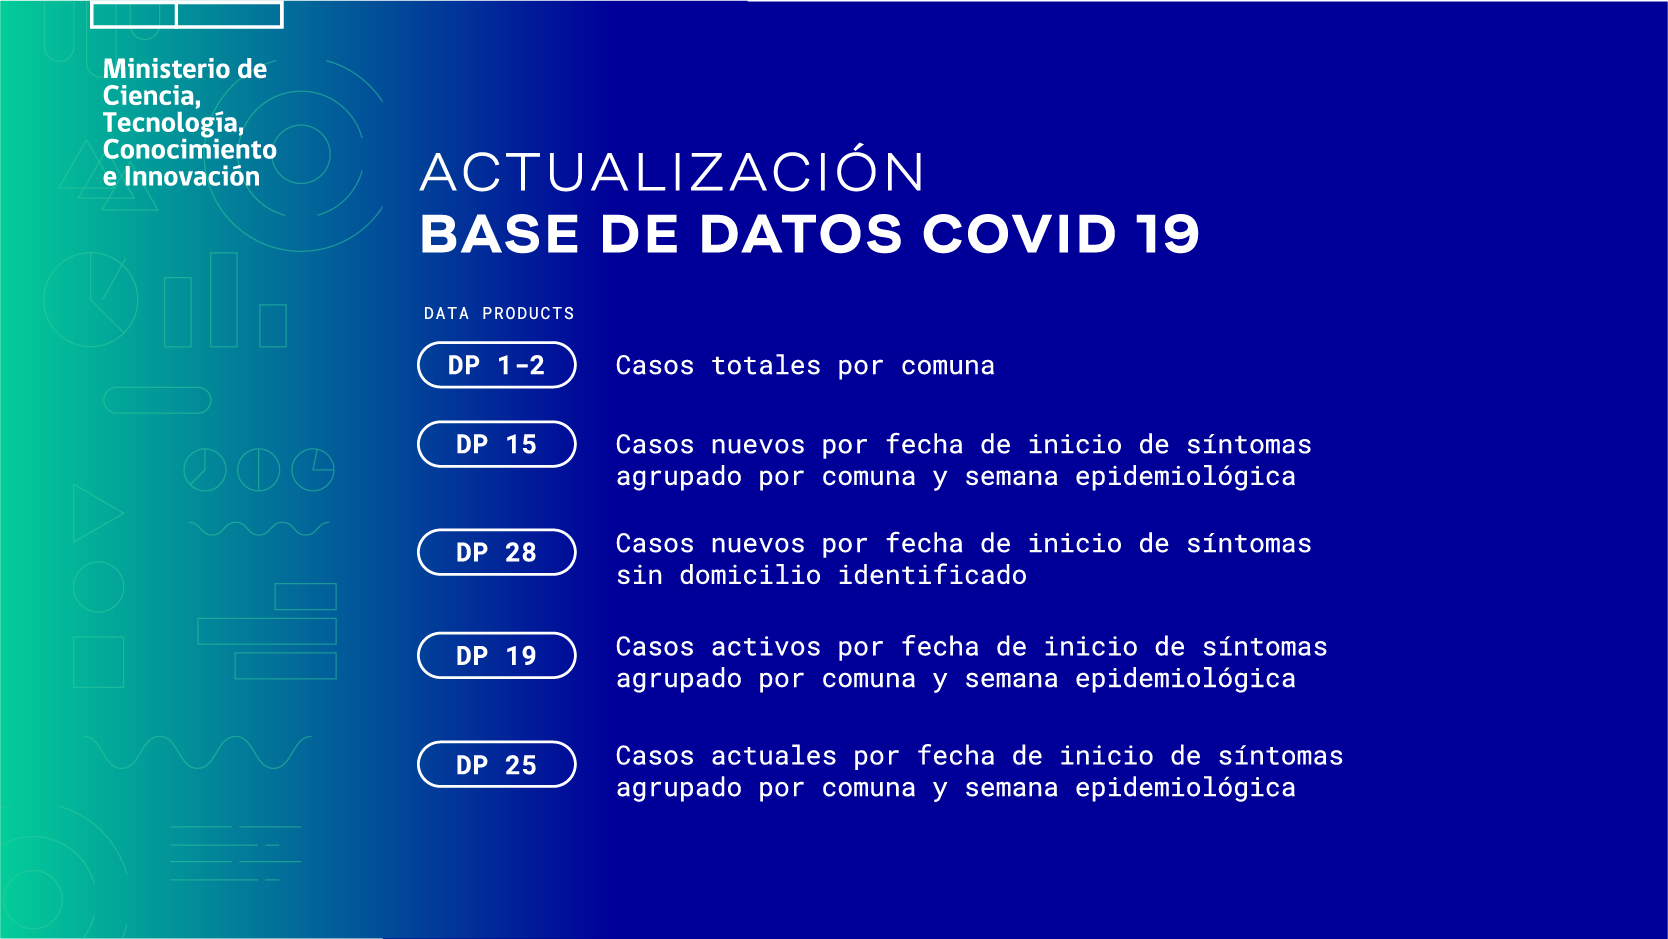 Ministerio de
Ciencia,
Tecnología,
Conocimiento
e Innovación
ACTUALIZACIÓN
BASE DE DATOS COVID 19
DATA PRODUCTS
DP 1-2
Casos totales por comuna
DP 15
Casos nuevos por fecha de inicio de síntomas
agrupado por comuna y semana epidemiológica
DP 28
Casos nuevos por fecha de inicio de síntomas
sin domicilio identificado
DP 19
Casos activos por fecha de inicio de síntomas
agrupado por comuna y semana epidemiológica
DP 25
Casos actuales por fecha de inicio de síntomas
agrupado por comuna y semana epidemiológica